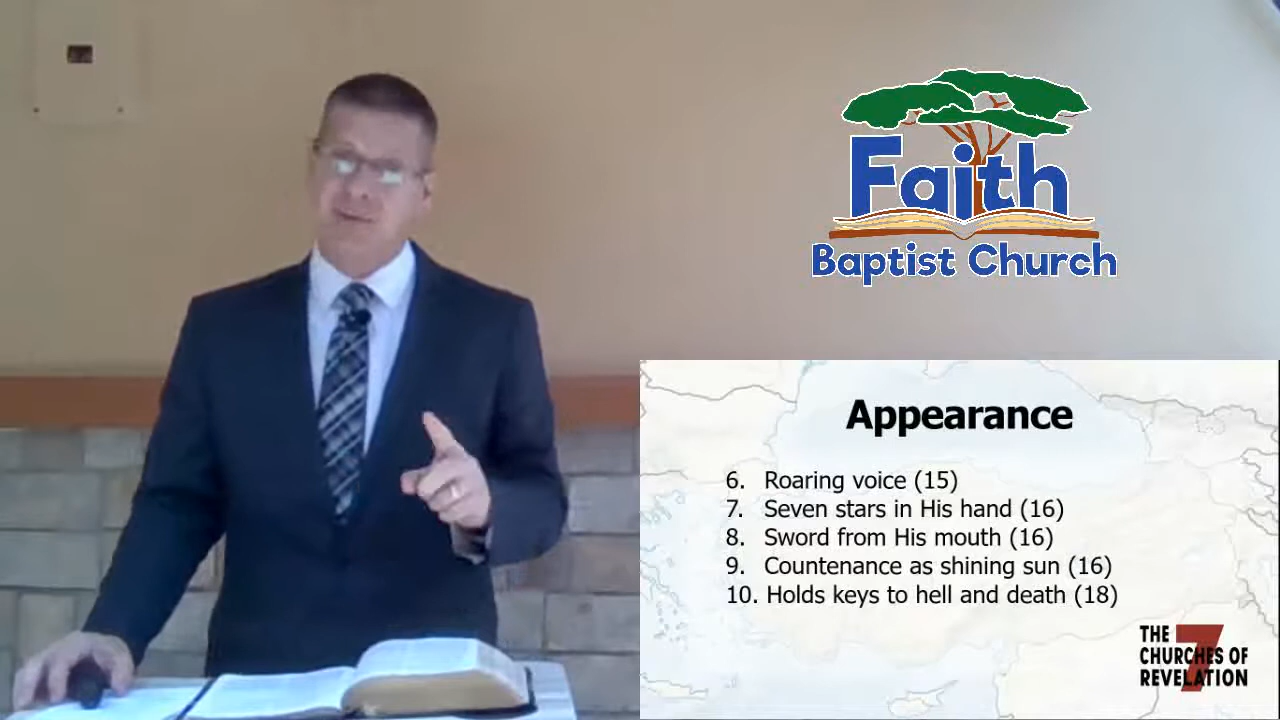 Faith
Baptist Church
Appearance
6. Roaring voice (15)
7. Seven stars in His hand (16)
8. Sword from His mouth (16)
9. Countenance as shining sun (16)
10. Holds keys to hell and death (18)
THE 7
CHURCHES OF
REVELATION